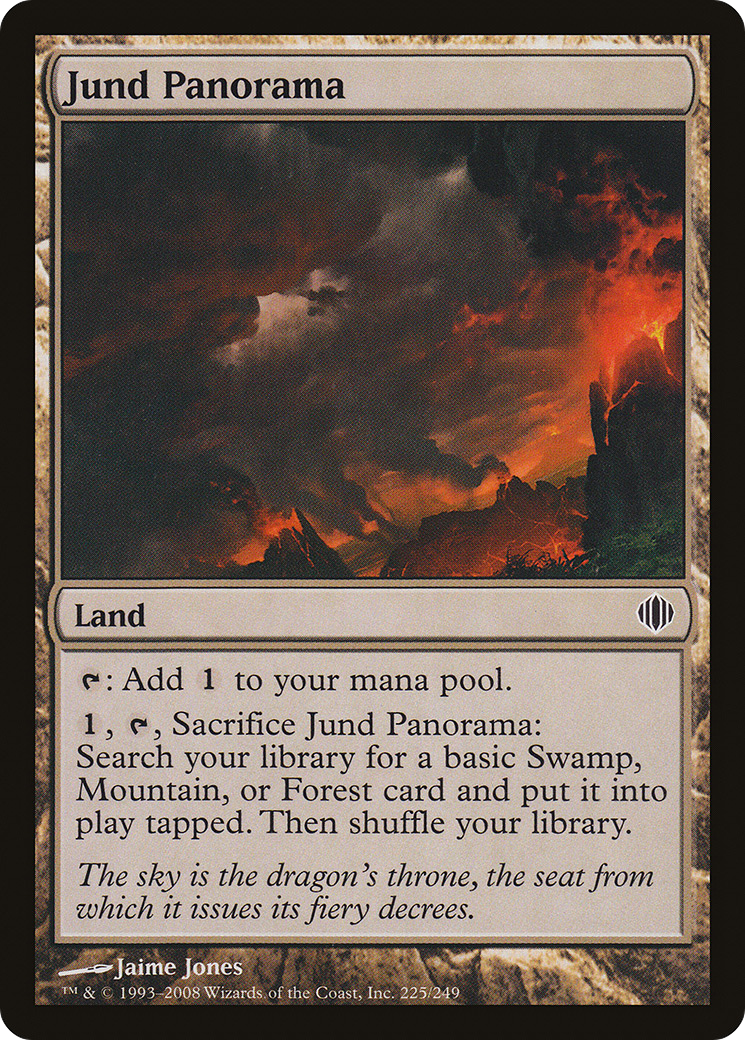 Jund Panorama
Land
: Add 1 to your mana pool.
1, , Sacrifice Jund Panorama:
Search your library for a basic Swamp,
Mountain, or Forest card and put it into
play tapped. Then shuffle your library.
The sky is the dragon's throne, the seat from
which it issues its fiery decrees.
Jaime Jones
™ & © 1993–2008 Wizards of the Coast, Inc. 225/249